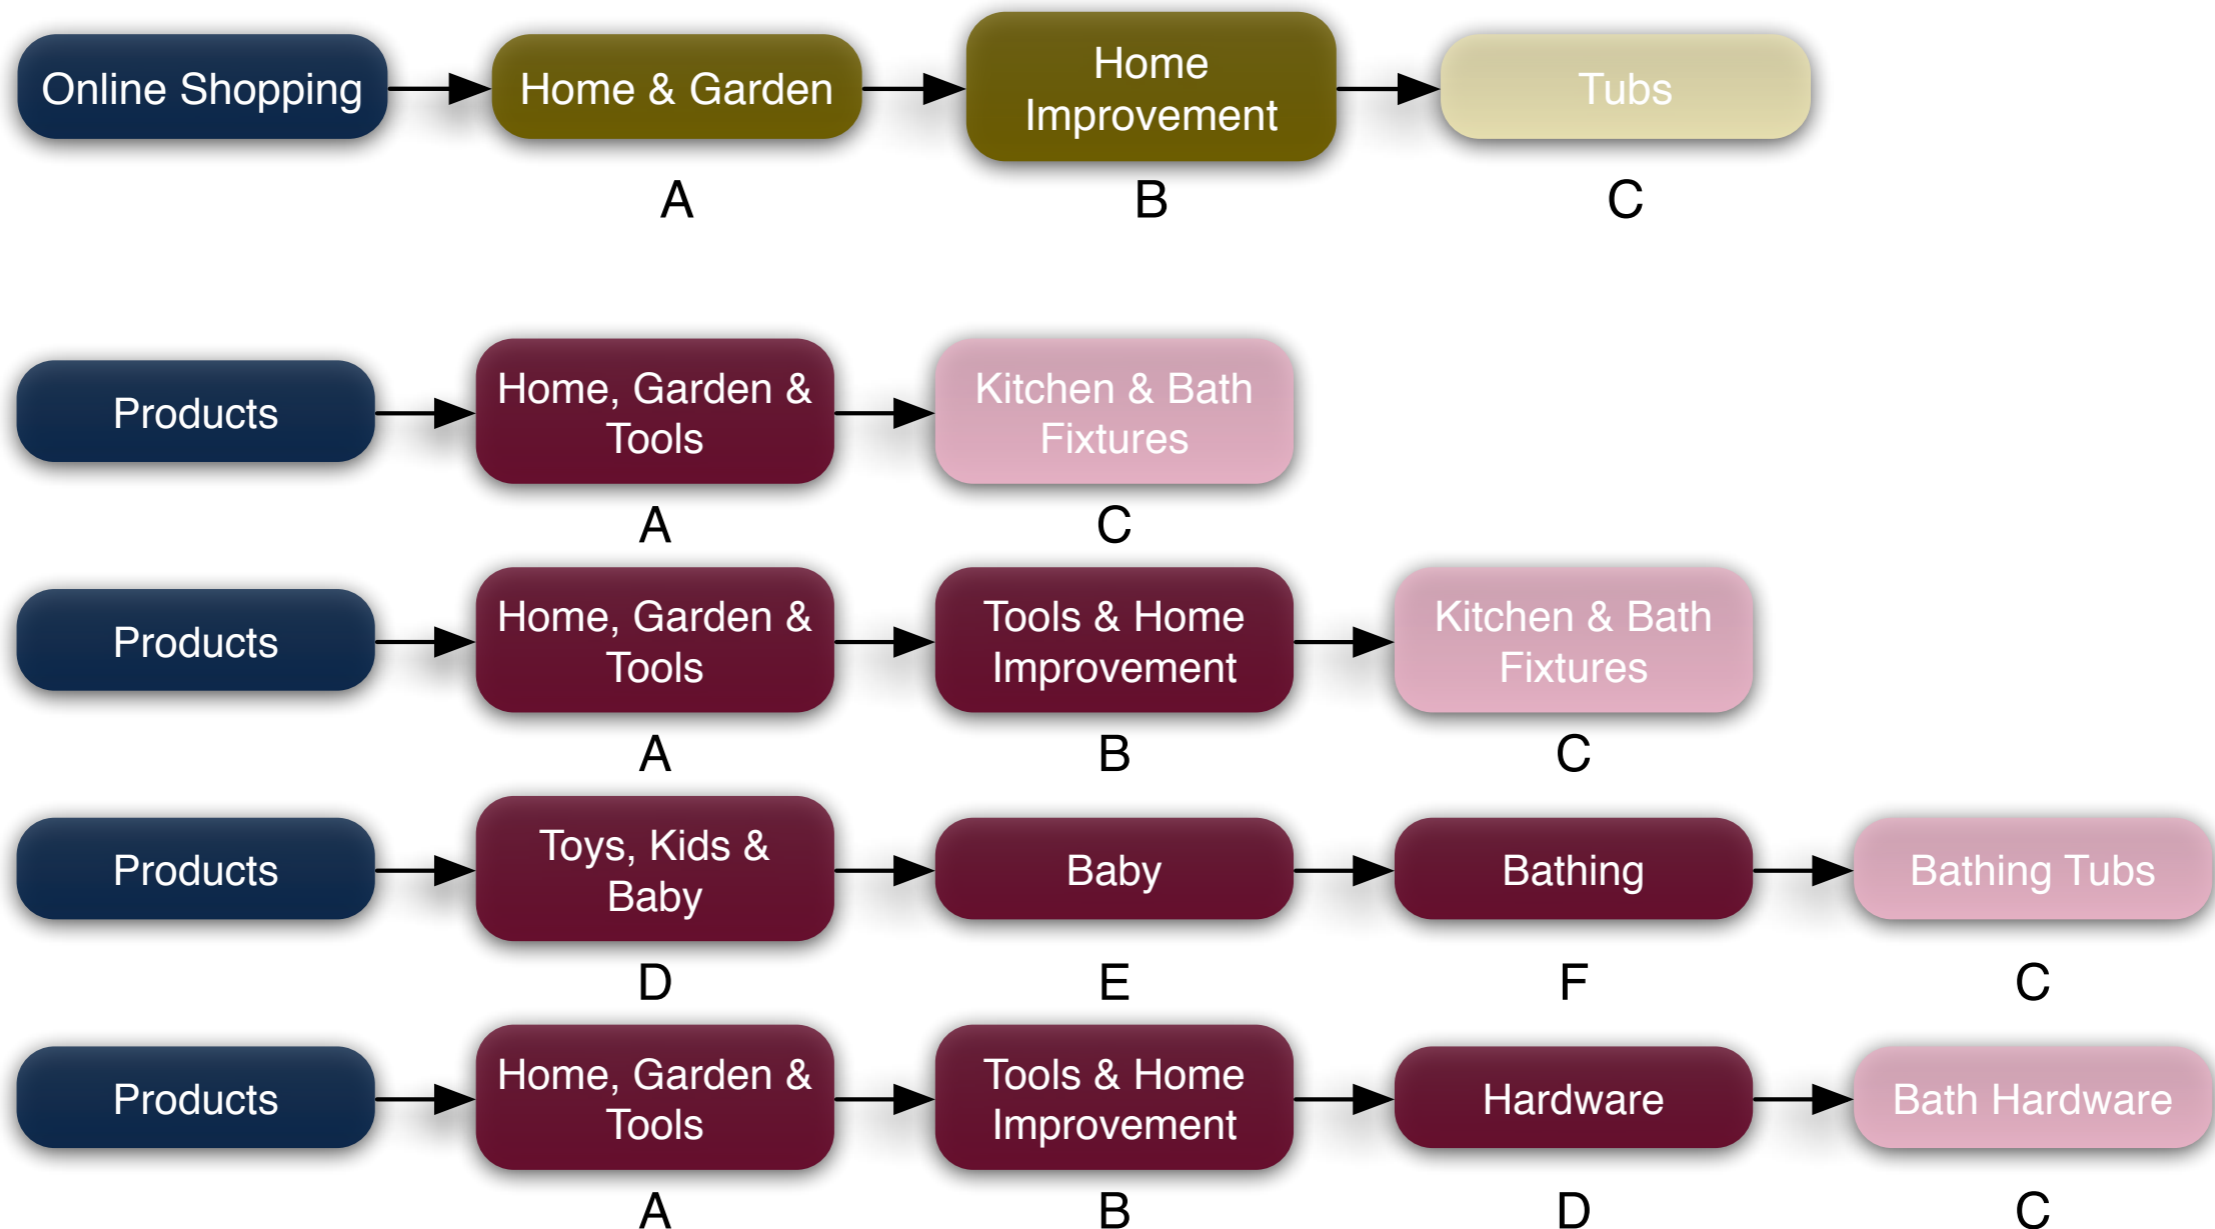 Online Shopping
Home & Garden
Home
Improvement
Tubs
A
B
C
Products
Home, Garden &
Tools
Kitchen & Bath
Fixtures
A
C
Products
Home, Garden &
Tools
Tools & Home
Improvement
Kitchen & Bath
Fixtures
A
B
C
Products
Toys, Kids &
Baby
Baby
Bathing
Bathing Tubs
D
E
F
C
Products
Home, Garden &
Tools
Tools & Home
Improvement
Hardware
Bath Hardware
A
B
D
C